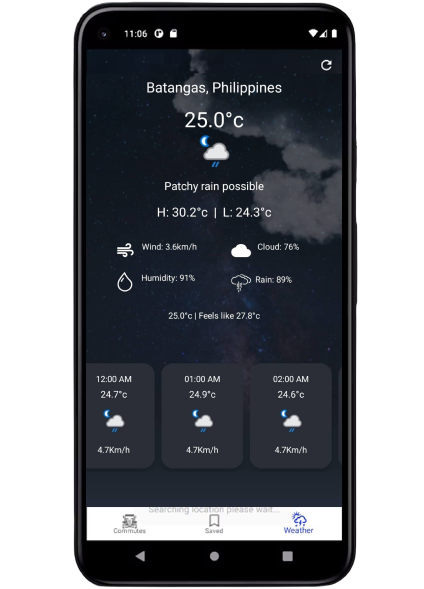 11:06
Batangas, Philippines
25.0°c
Patchy rain possible
H: 30.2°c | L: 24.3°c
Wind: 3.6km/h Cloud: 76%
Humidity: 91% Rain: 89%
25.0°c | Feels like 27.8°c
12:00 AM 01:00 AM 02:00 AM
24.7°c 24.9°c 24.6°c
4.7Km/h 4.7Km/h 4.7Km/h
Searching location please wait...
Commutes Saved Weather